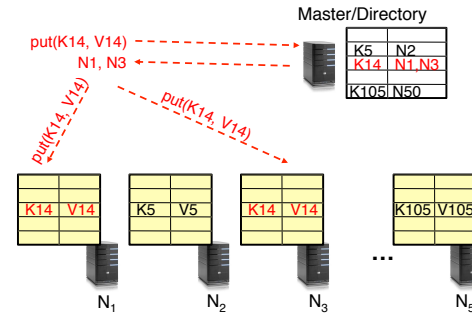 Master/Directory
put(K14, V14)
N1, N3
K5 N2
K14 N1,N3
K105 N50
put(K14, V14)
put(K14, V14)
K14 V14
K5 V5
K14 V14
K105 V105
...
N1
N2
N3